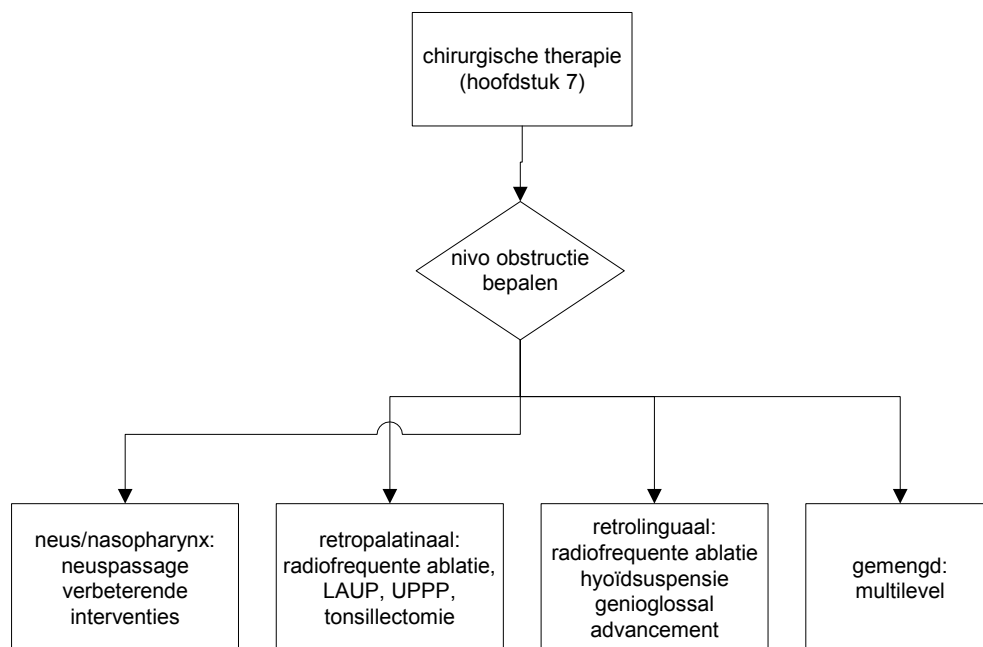 chirurgische therapie
(hoofdstuk 7)
nivo obstructie
bepalen
neus/nasopharynx:
neuspassage
verbeterende
interventies
retropalatinaal:
radiofrequente ablatie,
LAUP, UPPP,
tonsillectomie
retrolinguaal:
radiofrequente ablatie
hyoïdsuspensie
genioglossal
advancement
gemengd:
multilevel